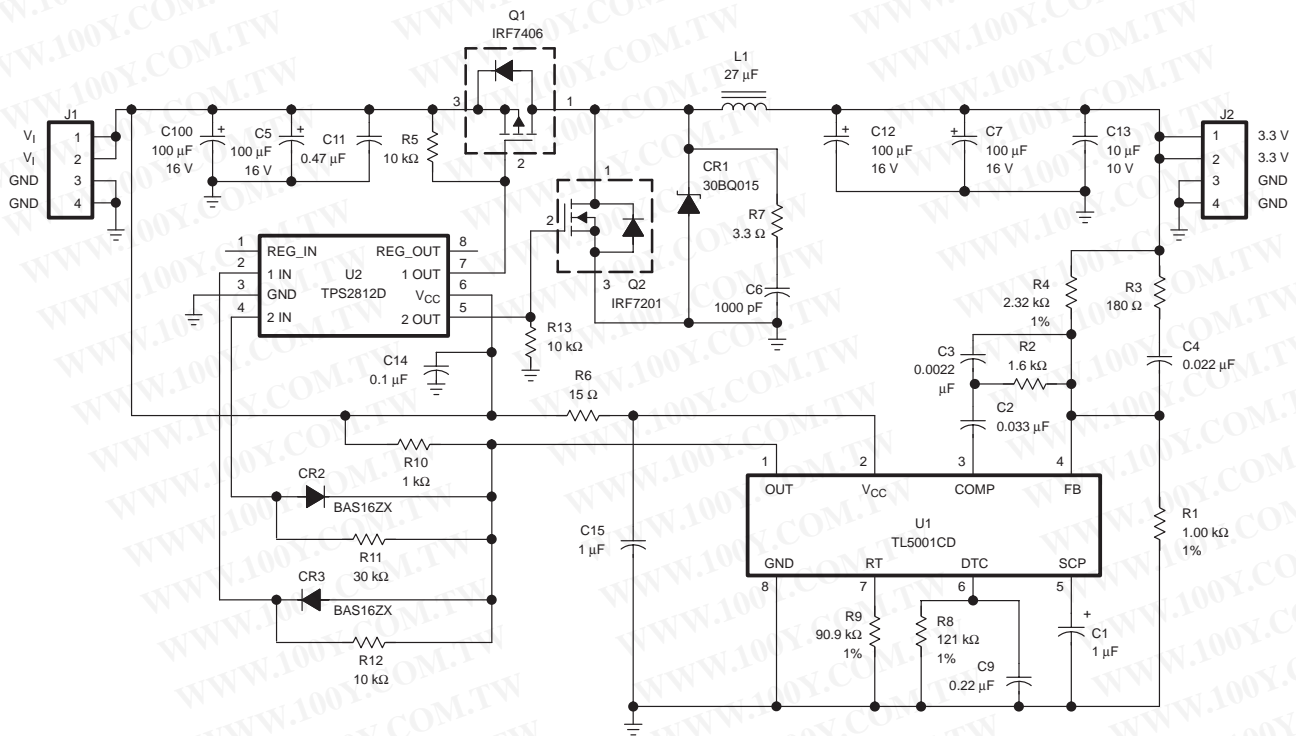 WWW.100Y.COM.TW
J1
V_I 1
V_I 2
GND 3
GND 4
C100
100 μF
16 V
+
C5
100 μF
16 V
+
C11
0.47 μF
R5
10 kΩ
Q1
IRF7406
3
1
2
L1
27 μF
C12
100 μF
16 V
+
C7
100 μF
16 V
+
C13
10 μF
10 V
J2
1 3.3 V
2 3.3 V
3 GND
4 GND
1
2
3
Q2
IRF7201
CR1
30BQ015
R7
3.3 Ω
C6
1000 pF
U2
TPS2812D
1 REG_IN
2 1 IN
3 GND
4 2 IN
REG_OUT 8
1 OUT 7
V_CC 6
2 OUT 5
R13
10 kΩ
C14
0.1 μF
R6
15 Ω
R4
2.32 kΩ
1%
R3
180 Ω
C3
0.0022
μF
R2
1.6 kΩ
C4
0.022 μF
C2
0.033 μF
R10
1 kΩ
CR2
BAS16ZX
R11
30 kΩ
CR3
BAS16ZX
R12
10 kΩ
C15
1 μF
1
2
3
4
OUT
V_CC
COMP
FB
U1
TL5001CD
GND
RT
DTC
SCP
8
7
6
5
R1
1.00 kΩ
1%
R9
90.9 kΩ
1%
R8
121 kΩ
1%
C9
0.22 μF
+
C1
1 μF